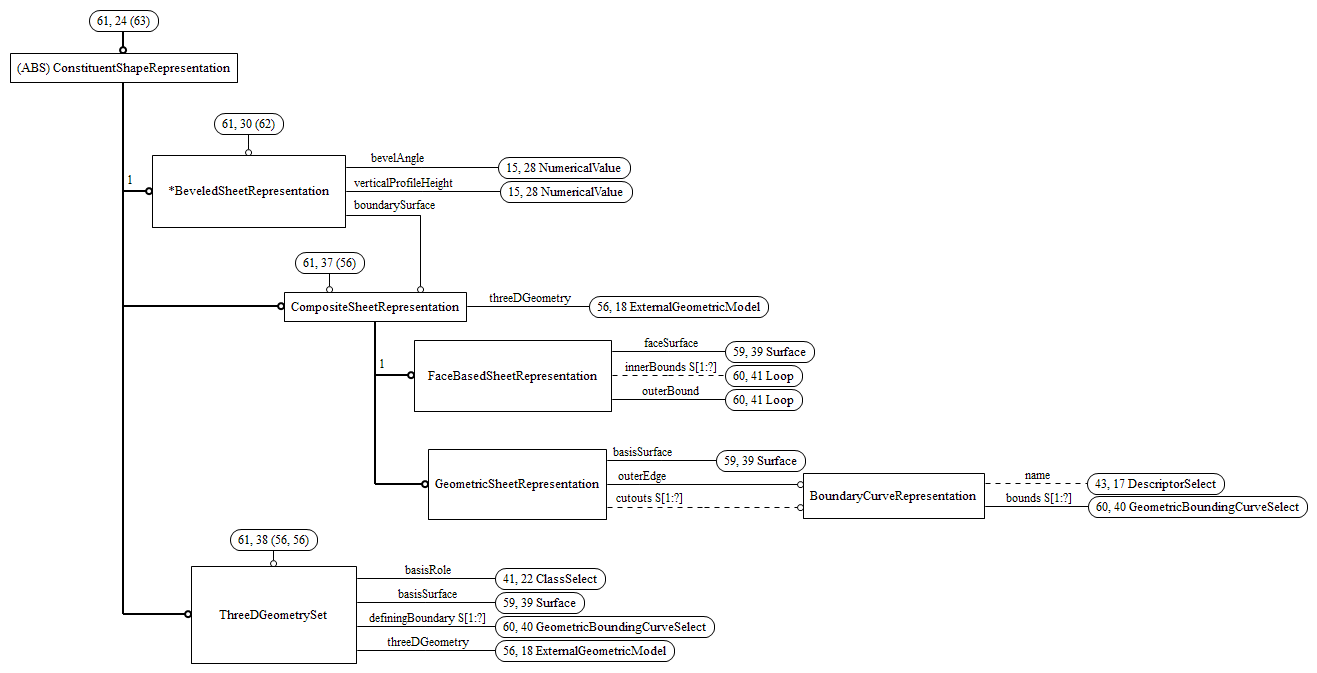 61, 24 (63)
(ABS) ConstituentShapeRepresentation
61, 30 (62)
1
*BeveledSheetRepresentation
bevelAngle
15, 28 NumericalValue
verticalProfileHeight
15, 28 NumericalValue
boundarySurface
61, 37 (56)
CompositeSheetRepresentation
threeDGeometry
56, 18 ExternalGeometricModel
1
FaceBasedSheetRepresentation
faceSurface
59, 39 Surface
innerBounds S[1:?]
60, 41 Loop
outerBound
60, 41 Loop
GeometricSheetRepresentation
basisSurface
59, 39 Surface
outerEdge
cutouts S[1:?]
BoundaryCurveRepresentation
name
43, 17 DescriptorSelect
bounds S[1:?]
60, 40 GeometricBoundingCurveSelect
61, 38 (56, 56)
ThreeDGeometrySet
basisRole
41, 22 ClassSelect
basisSurface
59, 39 Surface
definingBoundary S[1:?]
60, 40 GeometricBoundingCurveSelect
threeDGeometry
56, 18 ExternalGeometricModel